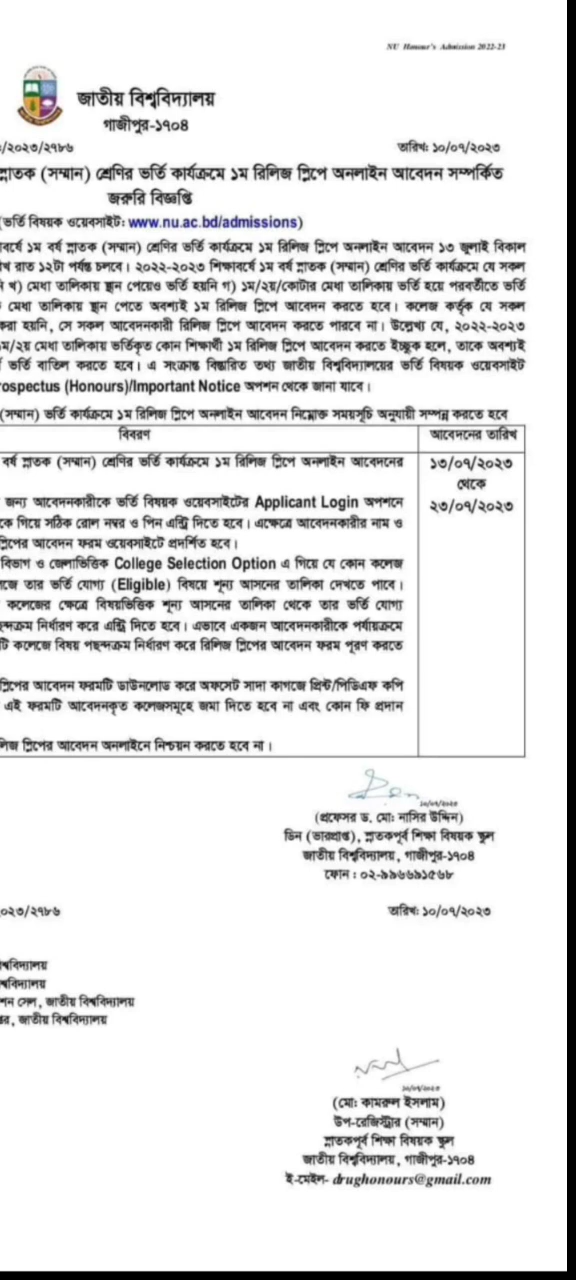 NU Honour's Admission 2022-23
জাতীয় বিশ্ববিদ্যালয়
গাজীপুর-১৭০৪
/২০২৩/২৭৮৬ তারিখ: ১০/০৭/২০২৩
স্নাতক (সম্মান) শ্রেণির ভর্তি কার্যক্রমে ১ম রিলিজ স্লিপে অনলাইন আবেদন সম্পর্কিত
জরুরি বিজ্ঞপ্তি
(ভর্তি বিষয়ক ওয়েবসাইট: www.nu.ac.bd/admissions)
বর্ষে ১ম বর্ষ স্নাতক (সম্মান) শ্রেণির ভর্তি কার্যক্রমে ১ম রিলিজ স্লিপে অনলাইন আবেদন ১৩ জুলাই বিকাল
খ রাত ১২টা পর্যন্ত চলবে। ২০২২-২০২৩ শিক্ষাবর্ষে ১ম বর্ষ স্নাতক (সম্মান) শ্রেণির ভর্তি কার্যক্রমে যে সকল
ন খ) মেধা তালিকায় স্থান পেয়েও ভর্তি হয়নি গ) ১ম/২য়/কোটার মেধা তালিকায় ভর্তি হয়ে পরবর্তীতে ভর্তি
মেধা তালিকায় স্থান পেতে অবশ্যই ১ম রিলিজ স্লিপে আবেদন করতে হবে। কলেজ কর্তৃক যে সকল
করা হয়নি, সে সকল আবেদনকারী রিলিজ স্লিপে আবেদন করতে পারবে না। উল্লেখ্য যে, ২০২২-২০২৩
১ম/২য় মেধা তালিকায় ভর্তিকৃত কোন শিক্ষার্থী ১ম রিলিজ স্লিপে আবেদন করতে ইচ্ছুক হলে, তাকে অবশ্যই
ভর্তি বাতিল করতে হবে। এ সংক্রান্ত বিস্তারিত তথ্য জাতীয় বিশ্ববিদ্যালয়ের ভর্তি বিষয়ক ওয়েবসাইট
rospectus (Honours)/Important Notice অপশন থেকে জানা যাবে।
(সম্মান) ভর্তি কার্যক্রমে ১ম রিলিজ স্লিপে অনলাইন আবেদন নিম্নোক্ত সময়সূচি অনুযায়ী সম্পন্ন করতে হবে
বিবরণ আবেদনের তারিখ
বর্ষ স্নাতক (সম্মান) শ্রেণির ভর্তি কার্যক্রমে ১ম রিলিজ স্লিপে অনলাইন আবেদনের ১৩/০৭/২০২৩
থেকে
জন্য আবেদনকারীকে ভর্তি বিষয়ক ওয়েবসাইটের Applicant Login অপশনে ২৩/০৭/২০২৩
কে গিয়ে সঠিক রোল নম্বর ও পিন এন্ট্রি দিতে হবে। এক্ষেত্রে আবেদনকারীর নাম ও
স্লিপের আবেদন ফরম ওয়েবসাইটে প্রদর্শিত হবে।
বিভাগ ও জেলাভিত্তিক College Selection Option এ গিয়ে যে কোন কলেজ
জে তার ভর্তি যোগ্য (Eligible) বিষয়ে শূন্য আসনের তালিকা দেখতে পাবে।
কলেজের ক্ষেত্রে বিষয়ভিত্তিক শূন্য আসনের তালিকা থেকে তার ভর্তি যোগ্য
ন্দক্রম নির্ধারণ করে এন্ট্রি দিতে হবে। এভাবে একজন আবেদনকারীকে পর্যায়ক্রমে
টি কলেজে বিষয় পছন্দক্রম নির্ধারণ করে রিলিজ স্লিপের আবেদন ফরম পূরণ করতে
স্লিপের আবেদন ফরমটি ডাউনলোড করে অফসেট সাদা কাগজে প্রিন্ট/পিডিএফ কপি
এই ফরমটি আবেদনকৃত কলেজসমূহে জমা দিতে হবে না এবং কোন ফি প্রদান
লিজ স্লিপের আবেদন অনলাইনে নিশ্চয়ন করতে হবে না।
১০/০৭/২০২৩
(প্রফেসর ড. মো: নাসির উদ্দিন)
ডিন (ভারপ্রাপ্ত), স্নাতকপূর্ব শিক্ষা বিষয়ক স্কুল
জাতীয় বিশ্ববিদ্যালয়, গাজীপুর-১৭০৪
ফোন : ০২-৯৯৬৬৯১৫৬৮
০২৩/২৭৮৬ তারিখ: ১০/০৭/২০২৩
শ্ববিদ্যালয়
শ্ববিদ্যালয়
শন সেল, জাতীয় বিশ্ববিদ্যালয়
র, জাতীয় বিশ্ববিদ্যালয়
১০/০৭/২০২৩
(মো: কামরুল ইসলাম)
উপ-রেজিস্ট্রার (সম্মান)
স্নাতকপূর্ব শিক্ষা বিষয়ক স্কুল
জাতীয় বিশ্ববিদ্যালয়, গাজীপুর-১৭০৪
ই-মেইল- drughonours@gmail.com